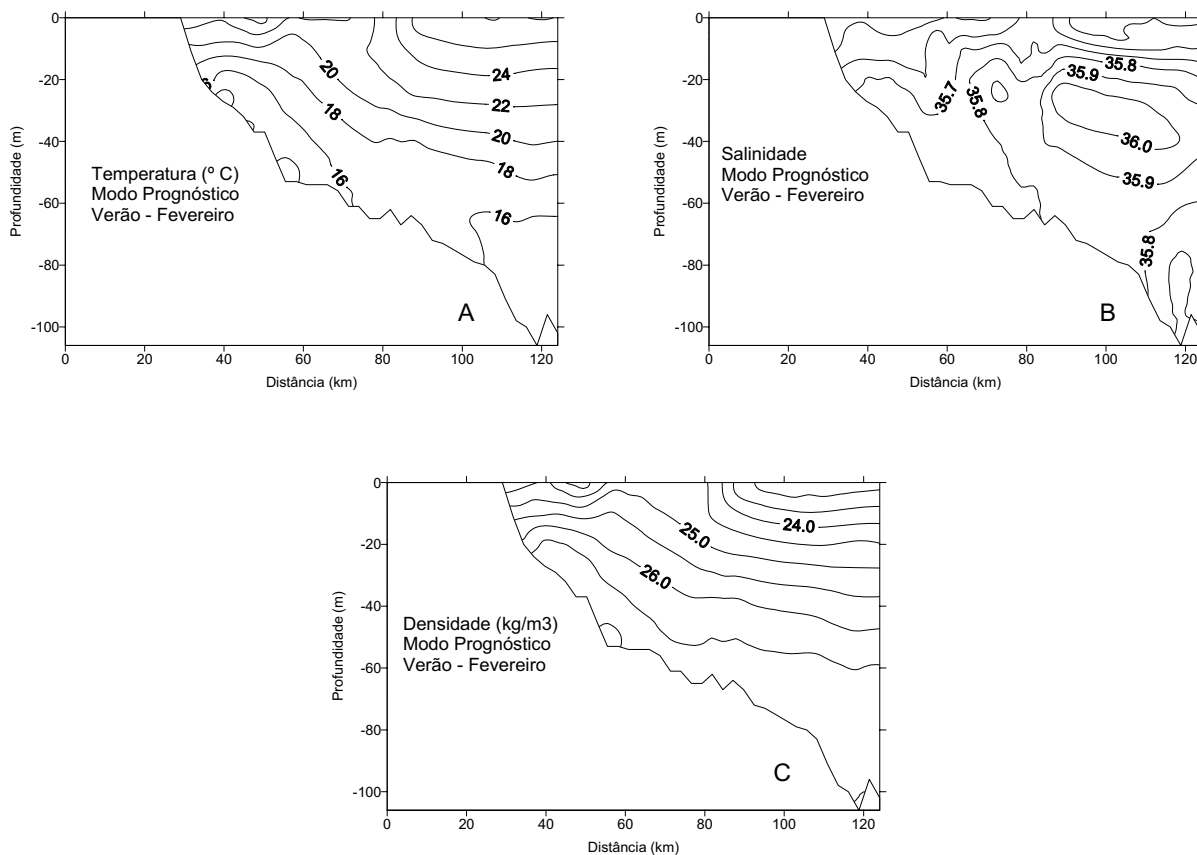 0
-20
-40
-60
-80
-100
Profundidade (m)
0 20 40 60 80 100 120
Distância (km)
Temperatura (º C)
Modo Prognóstico
Verão - Fevereiro
24
22
20
20
18
18
16
16
A
0
-20
-40
-60
-80
-100
Profundidade (m)
0 20 40 60 80 100 120
Distância (km)
Salinidade
Modo Prognóstico
Verão - Fevereiro
35.8
35.9
35.7
35.8
36.0
35.9
35.8
B
0
-20
-40
-60
-80
-100
Profundidade (m)
0 20 40 60 80 100 120
Distância (km)
Densidade (kg/m3)
Modo Prognóstico
Verão - Fevereiro
24.0
25.0
26.0
C